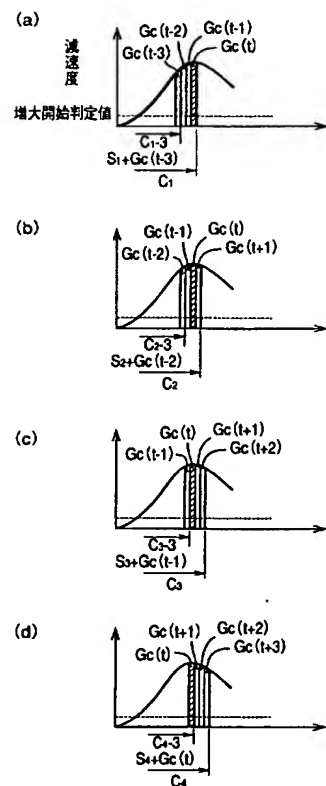 (a)
減速度
Gc(t-1)
Gc(t-2)
Gc(t)
Gc(t-3)
増大開始判定値
C₁-3
S₁+Gc(t-3)
C₁
(b)
Gc(t-1)
Gc(t)
Gc(t-2)
Gc(t+1)
C₂-3
S₂+Gc(t-2)
C₂
(c)
Gc(t)
Gc(t+1)
Gc(t-1)
Gc(t+2)
C₃-3
S₃+Gc(t-1)
C₃
(d)
Gc(t+1)
Gc(t+2)
Gc(t)
Gc(t+3)
C₄-3
S₄+Gc(t)
C₄